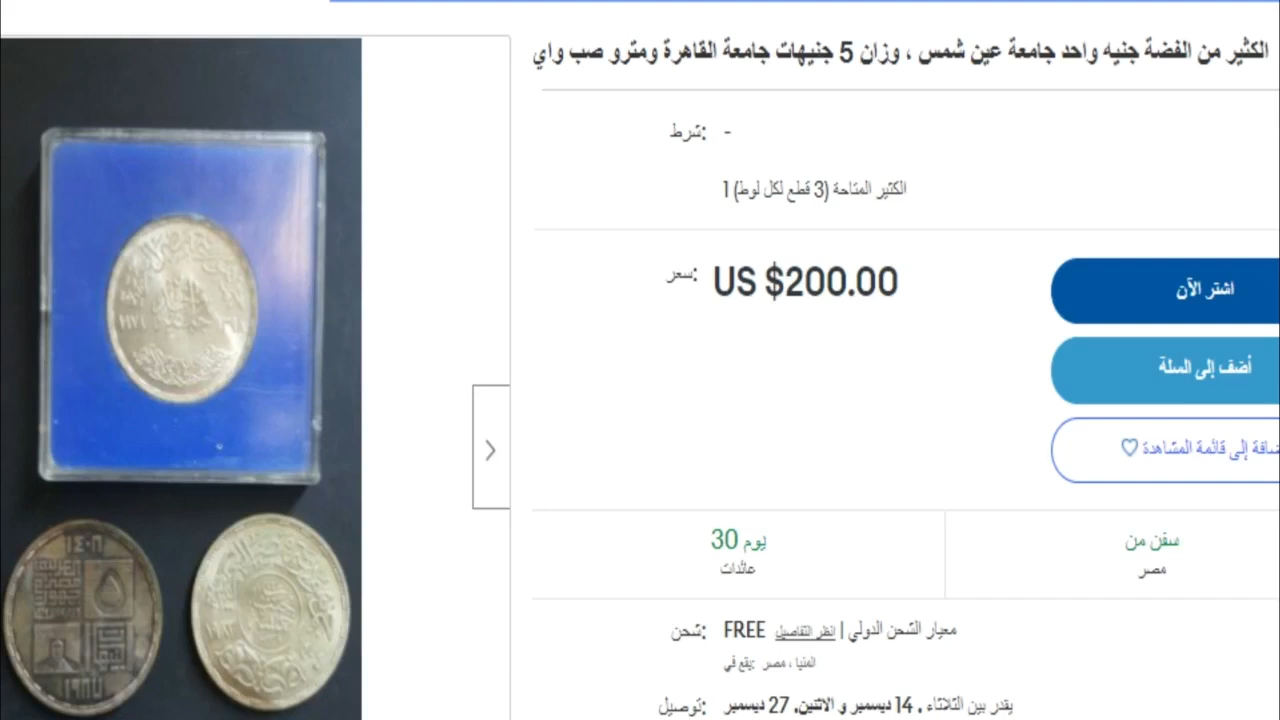 الكثير من الفضة جنيه واحد جامعة عين شمس ، وزان 5 جنيهات جامعة القاهرة ومترو صب واي
شرط: -
الكثير المتاحة (3 قطع لكل لوط) 1
سعر: US $200.00
اشتر الآن
أضف إلى السلة
ضافة إلى قائمة المشاهدة
سفن من
مصر
30 يوم
عائدات
شحن: FREE معيار الشحن الدولي | انظر التفاصيل
يقع في: المنيا ، مصر
توصيل: يقدر بين الثلاثاء , 14 ديسمبر و الاثنين, 27 ديسمبر
١٤٠٨
٥
١٩٨٧